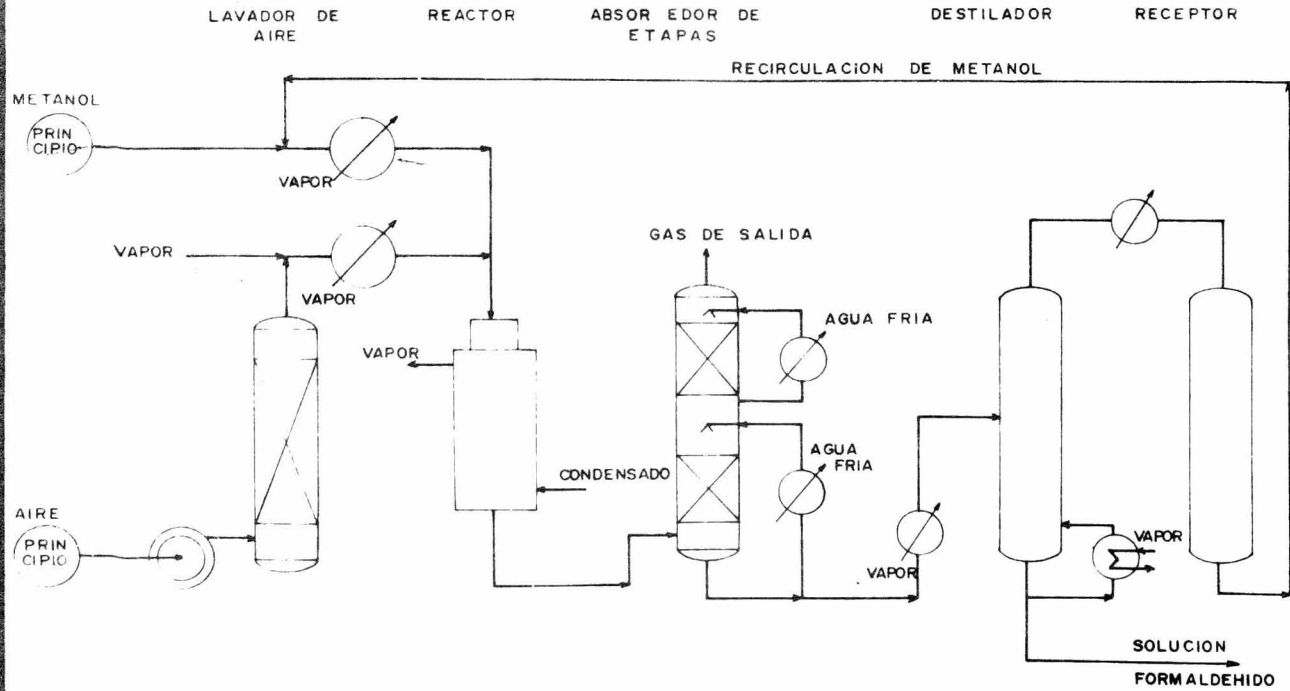 LAVADOR DE
AIRE
REACTOR
ABSOR EDOR DE
ETAPAS
DESTILADOR
RECEPTOR
RECIRCULACION DE METANOL
METANOL
PRIN
CIPIO
VAPOR
VAPOR
VAPOR
GAS DE SALIDA
AGUA FRIA
VAPOR
AGUA
FRIA
CONDENSADO
AIRE
PRIN
CIPIO
VAPOR
VAPOR
SOLUCION
FORMALDEHIDO